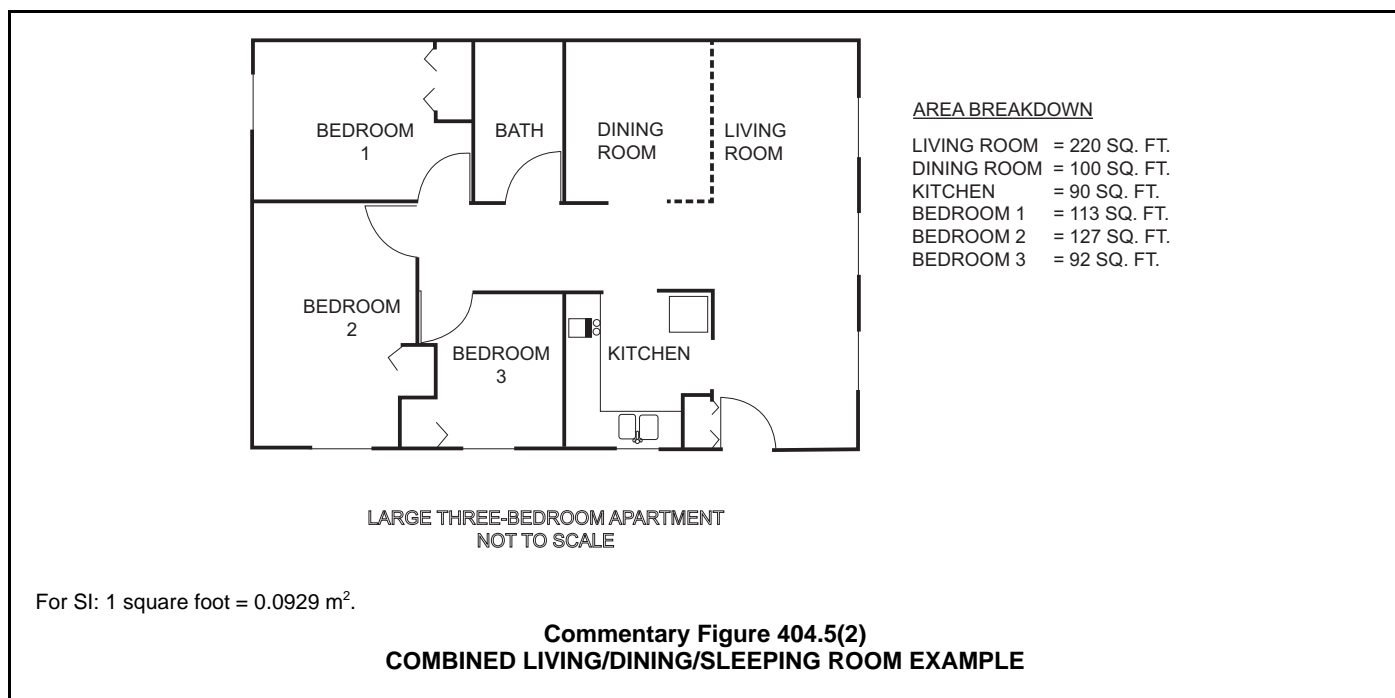 BEDROOM
1
BATH
DINING
ROOM
LIVING
ROOM
BEDROOM
2
BEDROOM
3
KITCHEN
AREA BREAKDOWN
LIVING ROOM = 220 SQ. FT.
DINING ROOM = 100 SQ. FT.
KITCHEN = 90 SQ. FT.
BEDROOM 1 = 113 SQ. FT.
BEDROOM 2 = 127 SQ. FT.
BEDROOM 3 = 92 SQ. FT.
LARGE THREE-BEDROOM APARTMENT
NOT TO SCALE
For SI: 1 square foot = 0.0929 m².
Commentary Figure 404.5(2)
COMBINED LIVING/DINING/SLEEPING ROOM EXAMPLE